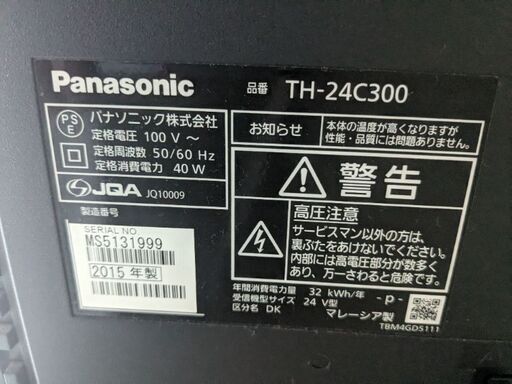 Panasonic
品番 TH-24C300
PSE
パナソニック株式会社
定格電圧 100 V ～
定格周波数 50/60 Hz
定格消費電力 40 W
JQA JQ10009
製造番号
SERIAL NO.
MS5131999
2015 年製
お知らせ
本体の温度が高くなりますが
性能・品質には問題ありません。
警告
高圧注意
サービスマン以外の方は、
裏ぶたをあけないでください。
内部には高電圧部分が数多く
あり、万一さわると危険です。
年間消費電力量 32 kWh/年
受信機型サイズ 24 V型
区分名 DK
-p-
マレーシア製
TBM4GD5111